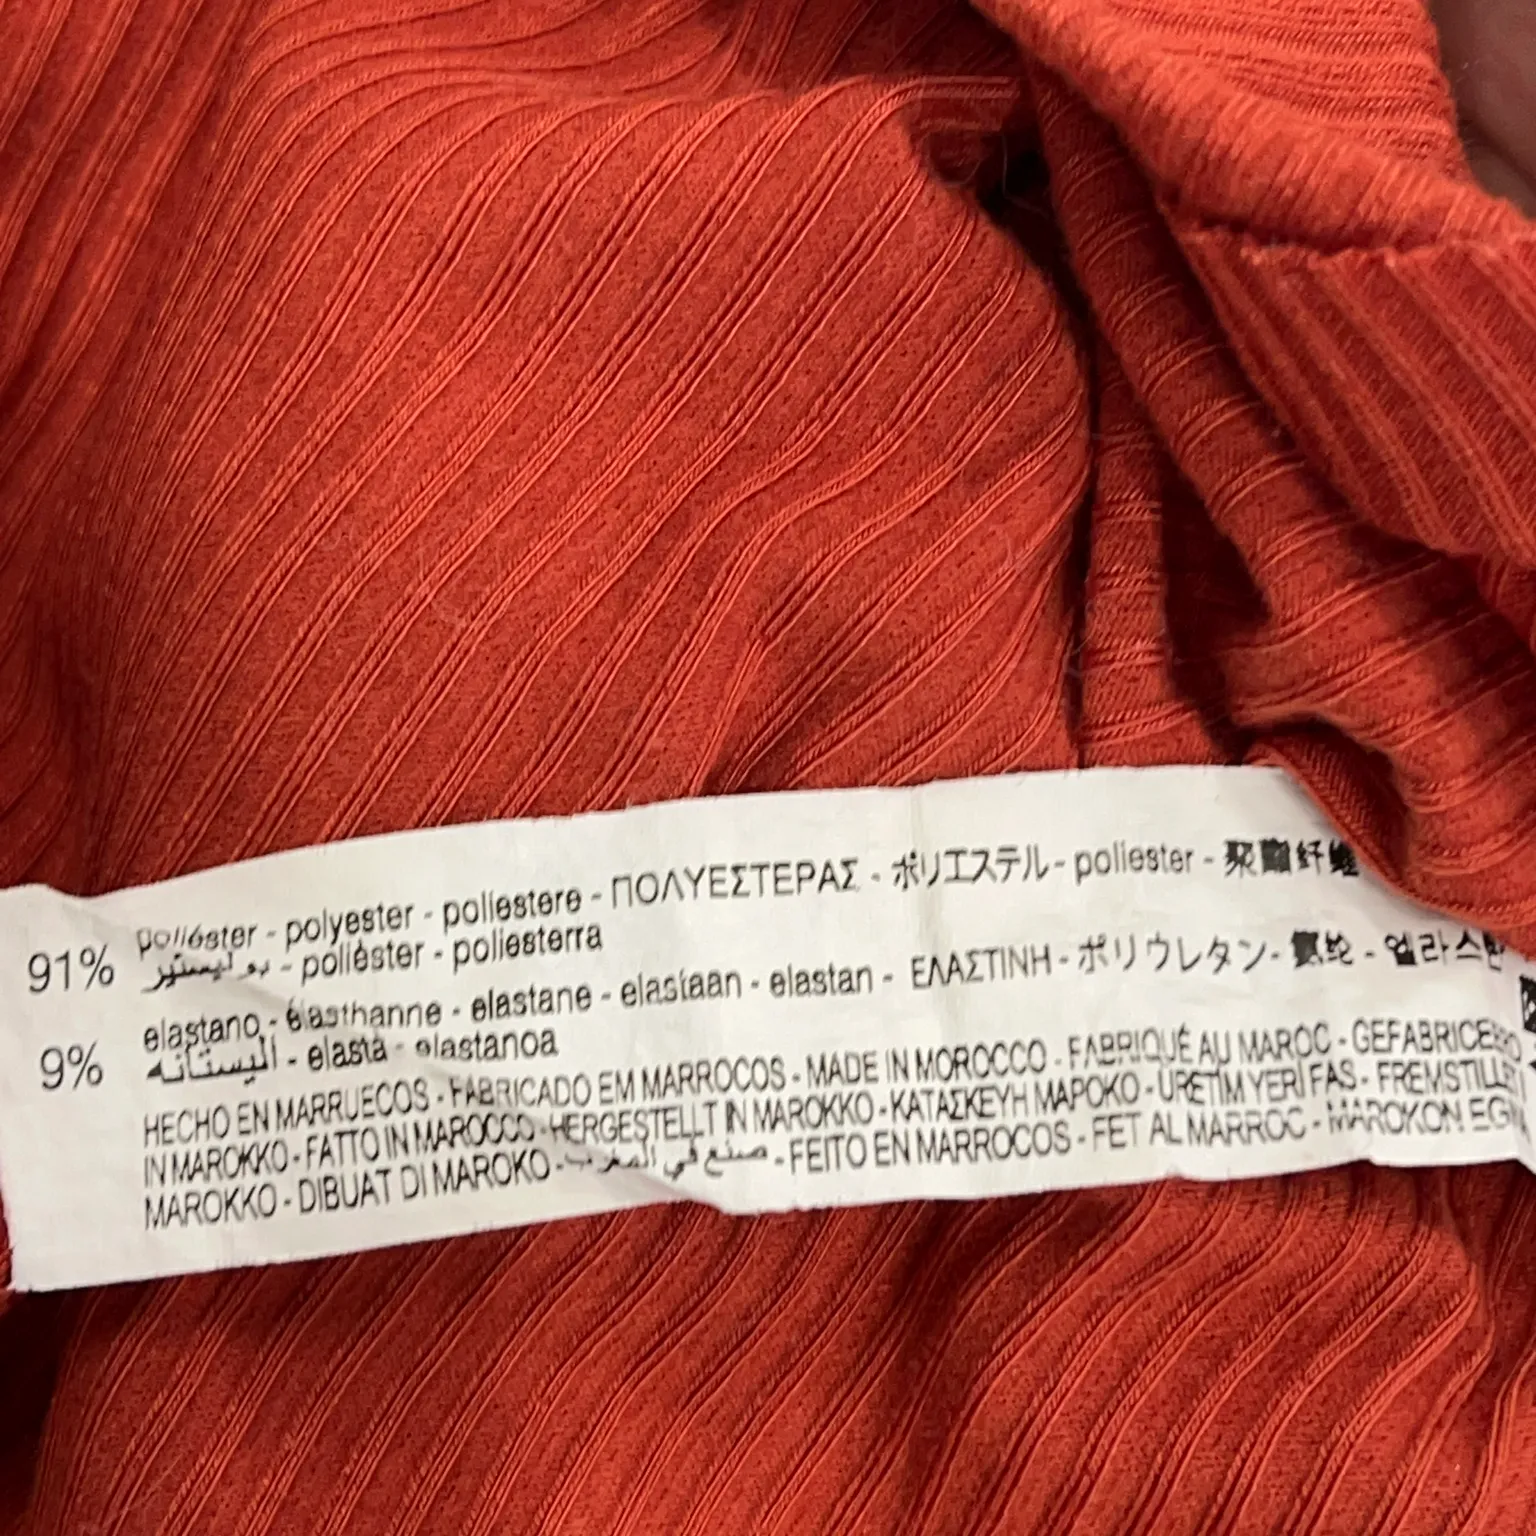 91% poliéster - polyester - poliestere - ΠΟΛΥΕΣΤΕΡΑΣ - ポリエステル - poliester - 聚酯纤维
بوليستير - polièster - poliesterra
9% elastano - élasthanne - elastane - elastaan - elastan - ΕΛΑΣΤΙΝΗ - ポリウレタン - 氨纶 - 엘라스탄
اليستانه - elastà - elastanoa
HECHO EN MARRUECOS - FABRICADO EM MARROCOS - MADE IN MOROCCO - FABRIQUÉ AU MAROC - GEFABRICEERD
IN MAROKKO - FATTO IN MAROCCO - HERGESTELLT IN MAROKKO - ΚΑΤΑΣΚΕΥΗ ΜΑΡΟΚΟ - ÜRETİM YERİ FAS - FREMSTILLET
MAROKKO - DIBUAT DI MAROKO - صنع في المغرب - FEITO EN MARROCOS - FET AL MARROC - MAROKON